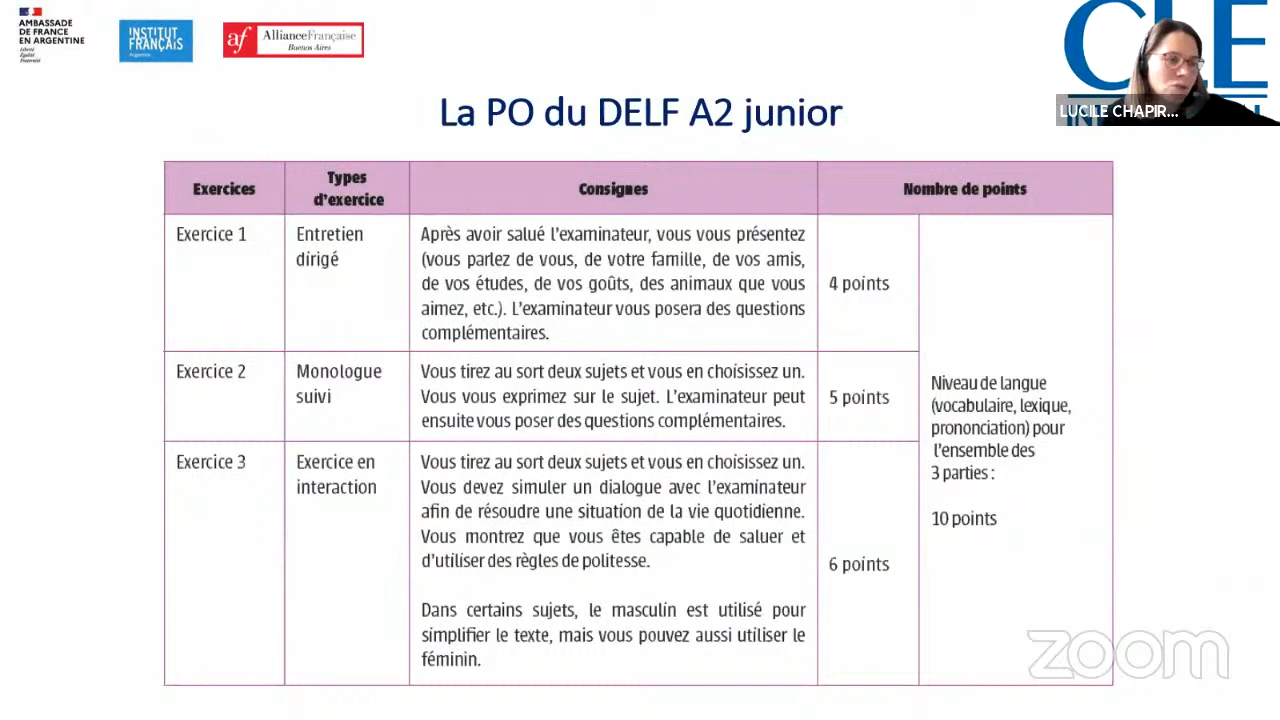 AMBASSADE
DE FRANCE
EN ARGENTINE
Liberté
Égalité
Fraternité
INSTITUT
FRANÇAIS
Argentine
af
AllianceFrançaise
Buenos Aires
CLE
LUCILE CHAPIR...
La PO du DELF A2 junior
Exercices
Types
d’exercice
Consignes
Nombre de points
Exercice 1
Entretien
dirigé
Après avoir salué l’examinateur, vous vous présentez
(vous parlez de vous, de votre famille, de vos amis,
de vos études, de vos goûts, des animaux que vous
aimez, etc.). L’examinateur vous posera des questions
complémentaires.
4 points
Exercice 2
Monologue
suivi
Vous tirez au sort deux sujets et vous en choisissez un.
Vous vous exprimez sur le sujet. L’examinateur peut
ensuite vous poser des questions complémentaires.
5 points
Exercice 3
Exercice en
interaction
Vous tirez au sort deux sujets et vous en choisissez un.
Vous devez simuler un dialogue avec l’examinateur
afin de résoudre une situation de la vie quotidienne.
Vous montrez que vous êtes capable de saluer et
d’utiliser des règles de politesse.
Dans certains sujets, le masculin est utilisé pour
simplifier le texte, mais vous pouvez aussi utiliser le
féminin.
6 points
Niveau de langue
(vocabulaire, lexique,
prononciation) pour
l’ensemble des
3 parties :
10 points
zoom